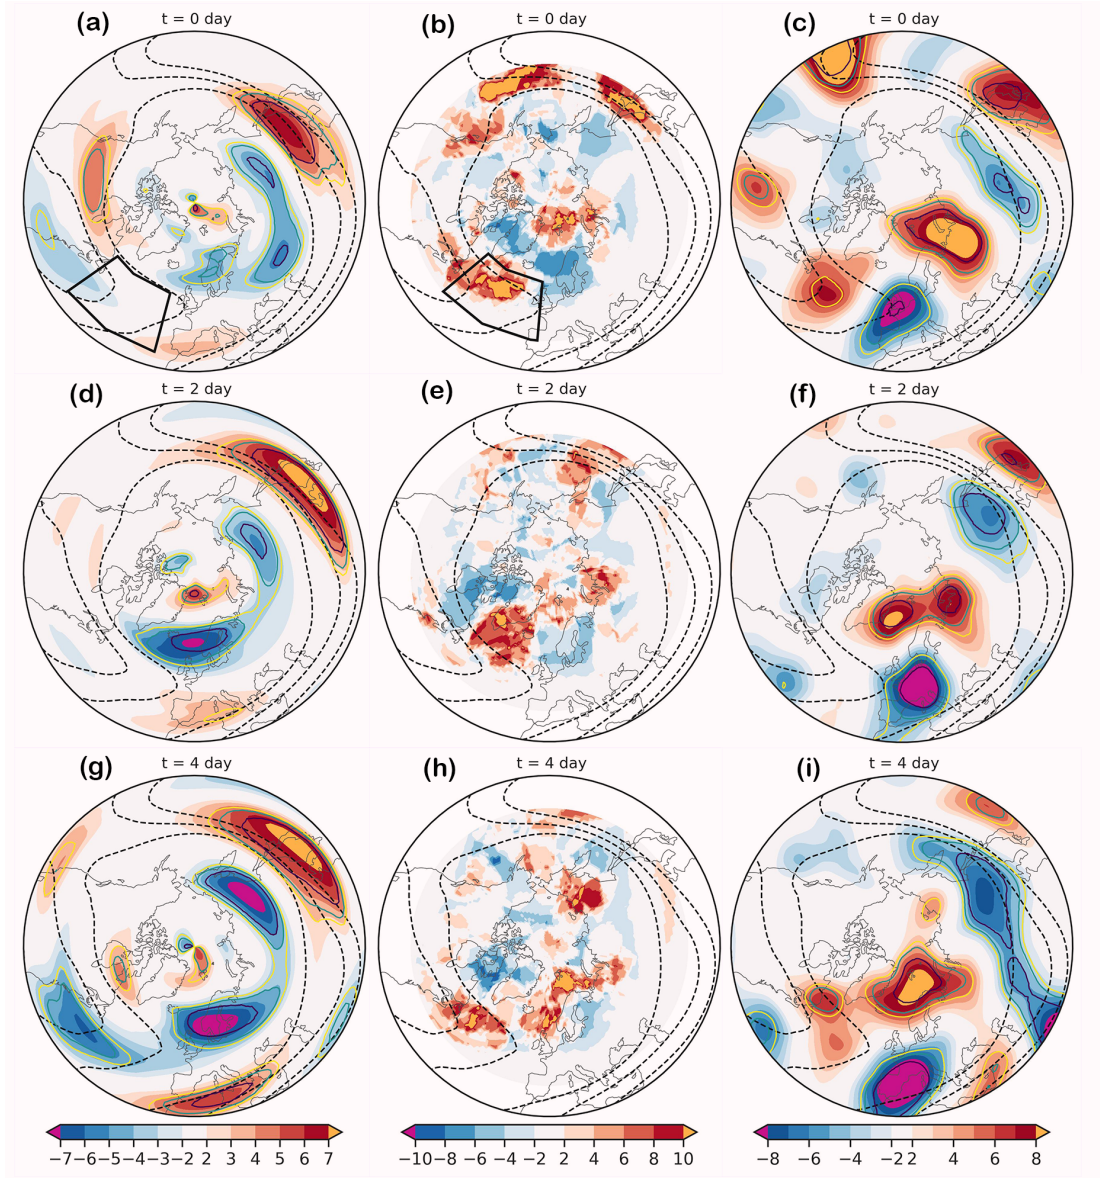 (a) t = 0 day (b) t = 0 day (c) t = 0 day
(d) t = 2 day (e) t = 2 day (f) t = 2 day
(g) t = 4 day (h) t = 4 day (i) t = 4 day
−7 −6 −5 −4 −3 −2 2 3 4 5 6 7 −10 −8 −6 −4 −2 2 4 6 8 10 −8 −6 −4 −2 2 4 6 8